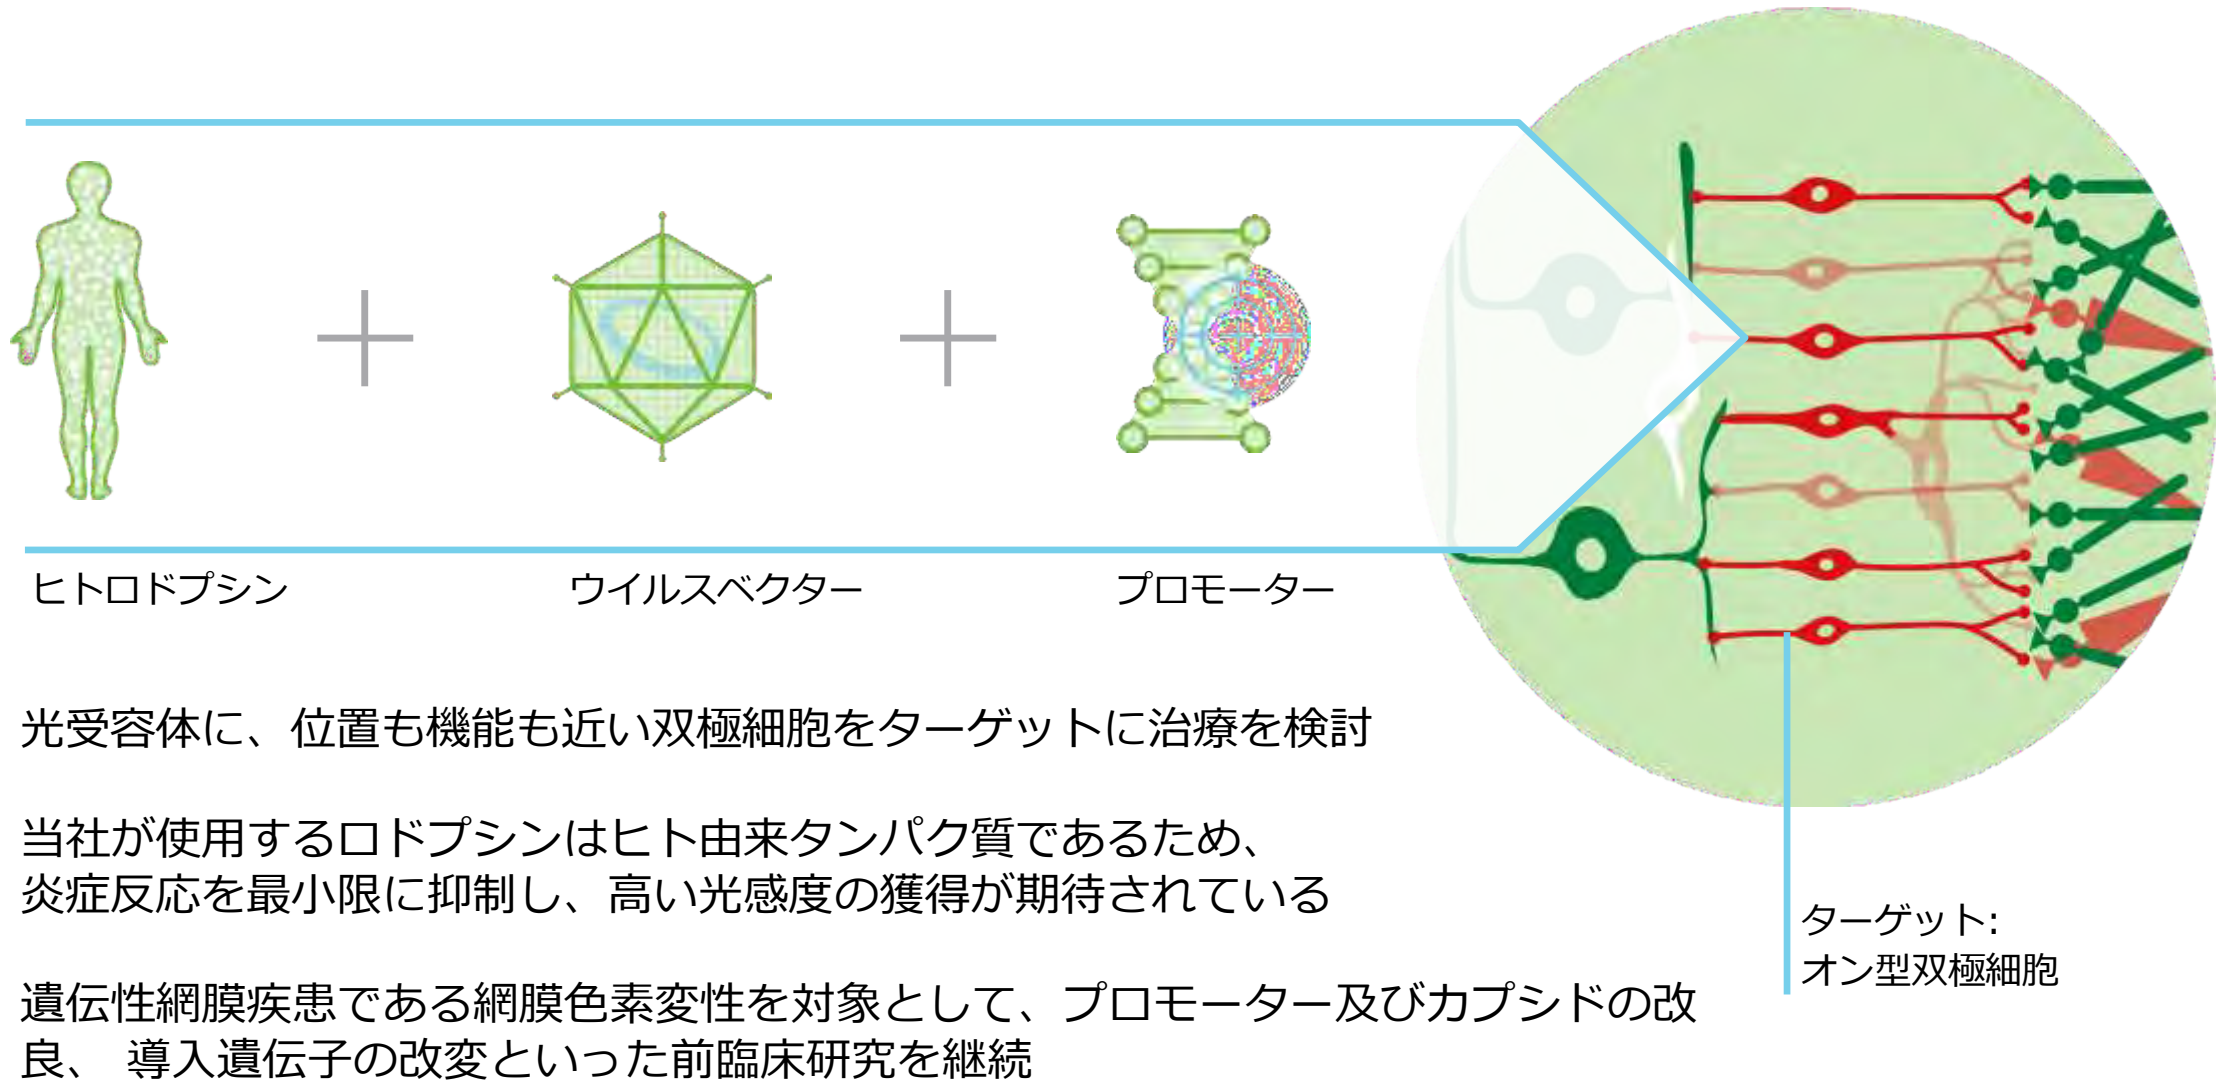 ヒトロドプシン
ウイルスベクター
プロモーター
光受容体に、位置も機能も近い双極細胞をターゲットに治療を検討
当社が使用するロドプシンはヒト由来タンパク質であるため、
炎症反応を最小限に抑制し、高い光感度の獲得が期待されている
ターゲット:
オン型双極細胞
遺伝性網膜疾患である網膜色素変性を対象として、プロモーター及びカプシドの改
良、 導入遺伝子の改変といった前臨床研究を継続